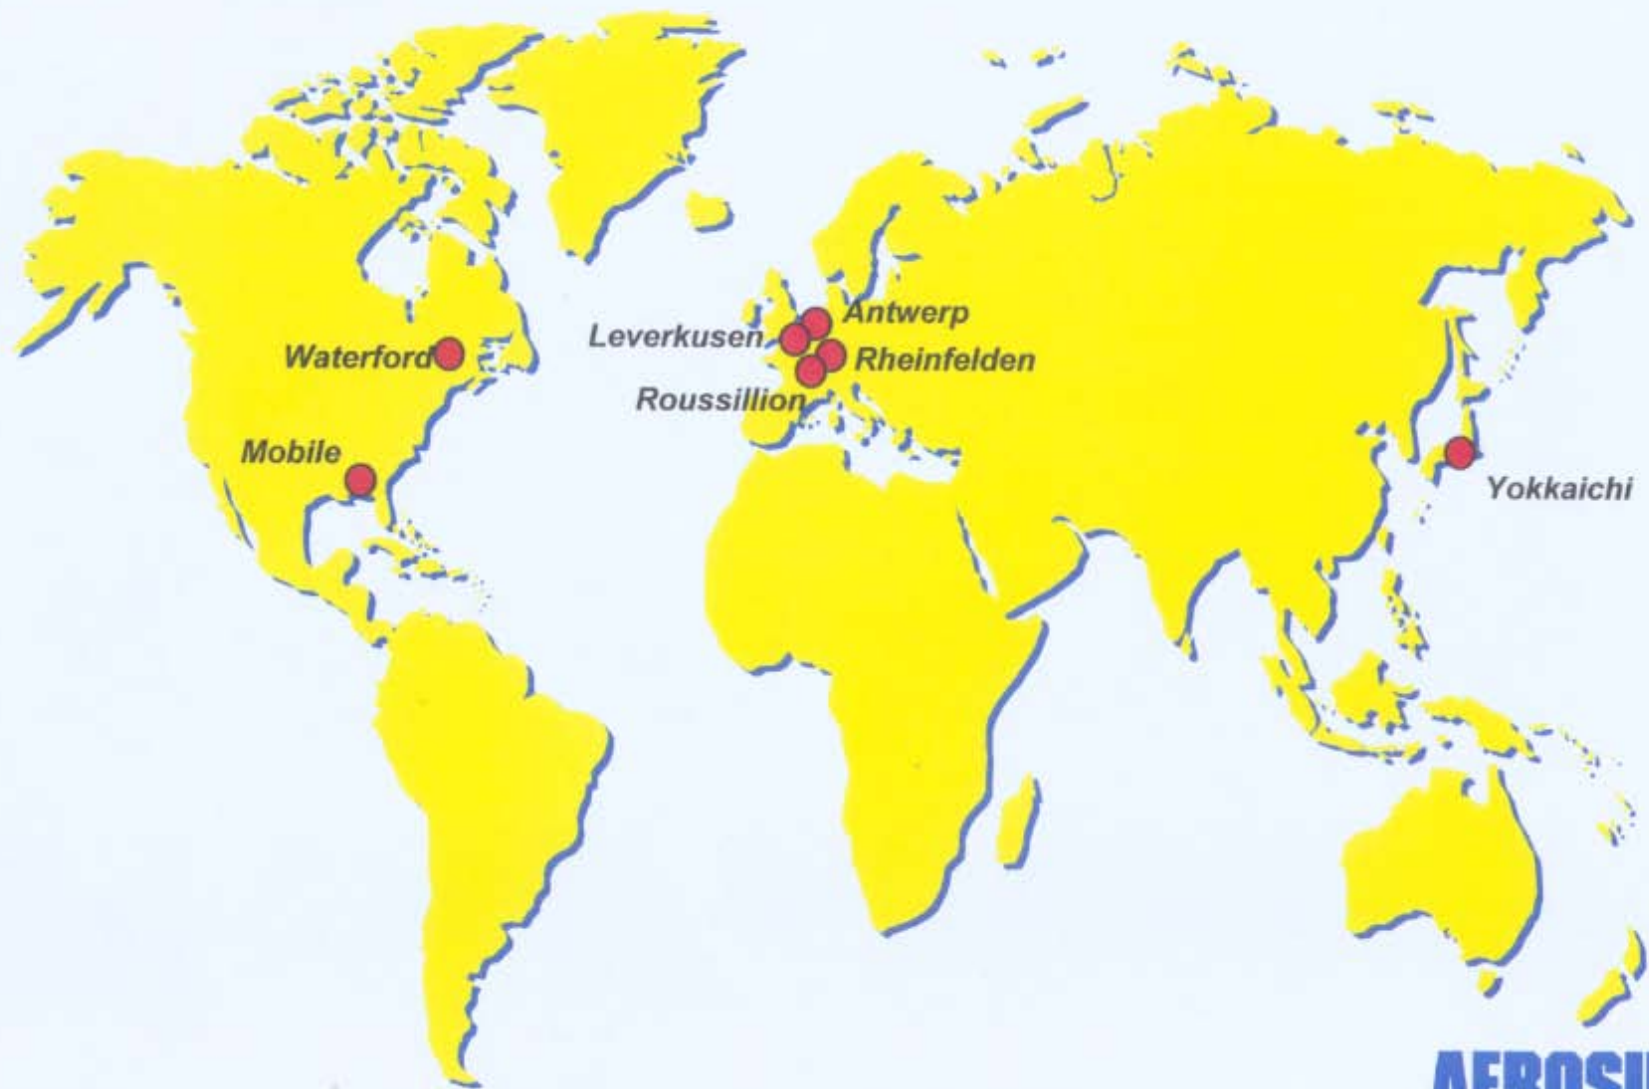 Antwerp
Leverkusen
Waterford
Rheinfelden
Roussillion
Mobile
Yokkaichi